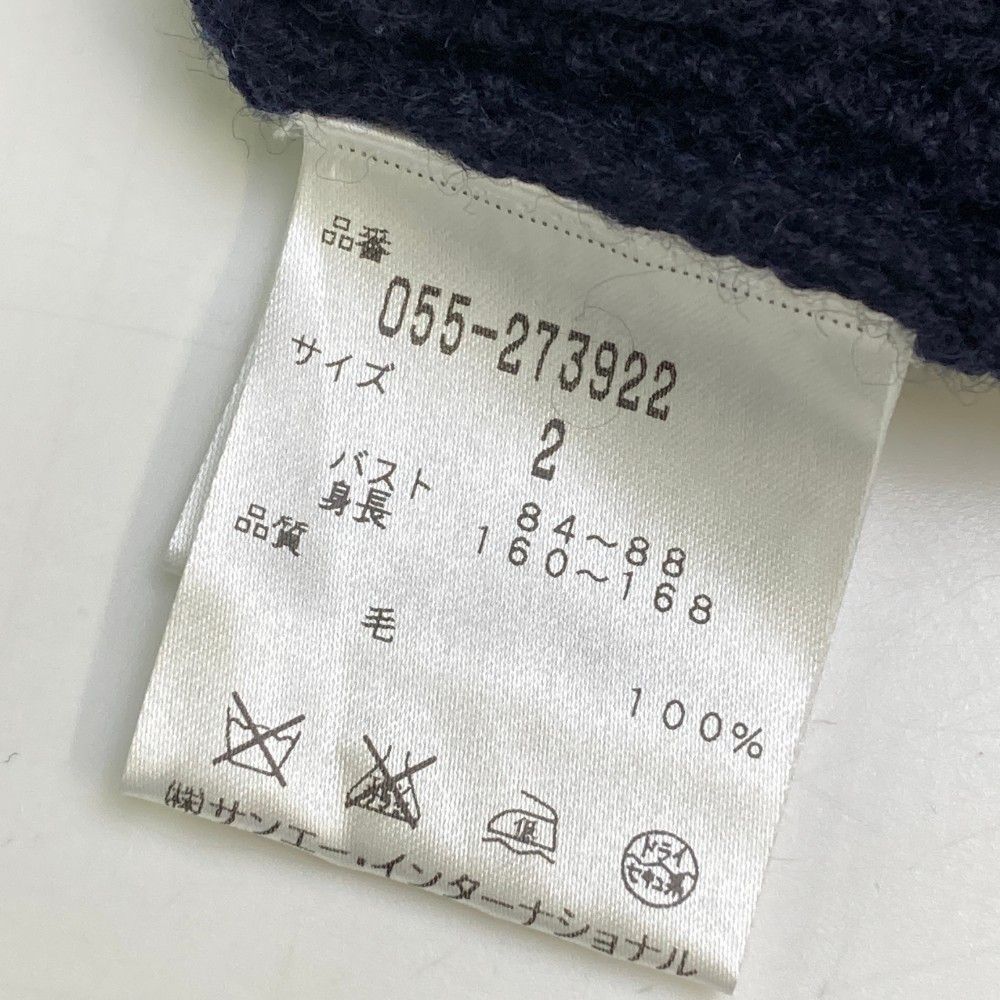 品番
055-273922
サイズ
2
バスト 84～88
身長 160～168
品質
毛
100%
低
ドライ
セキユ系
(株)サンエー・インターナショナル